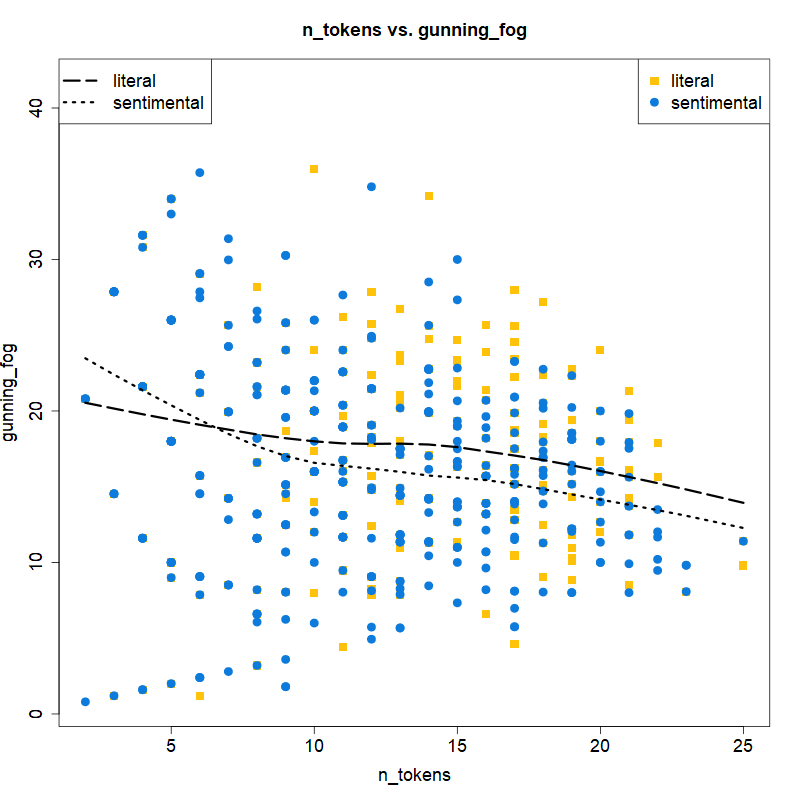 n_tokens vs. gunning_fog
literal
sentimental
literal
sentimental
40
30
20
10
0
gunning_fog
5
10
15
20
25
n_tokens